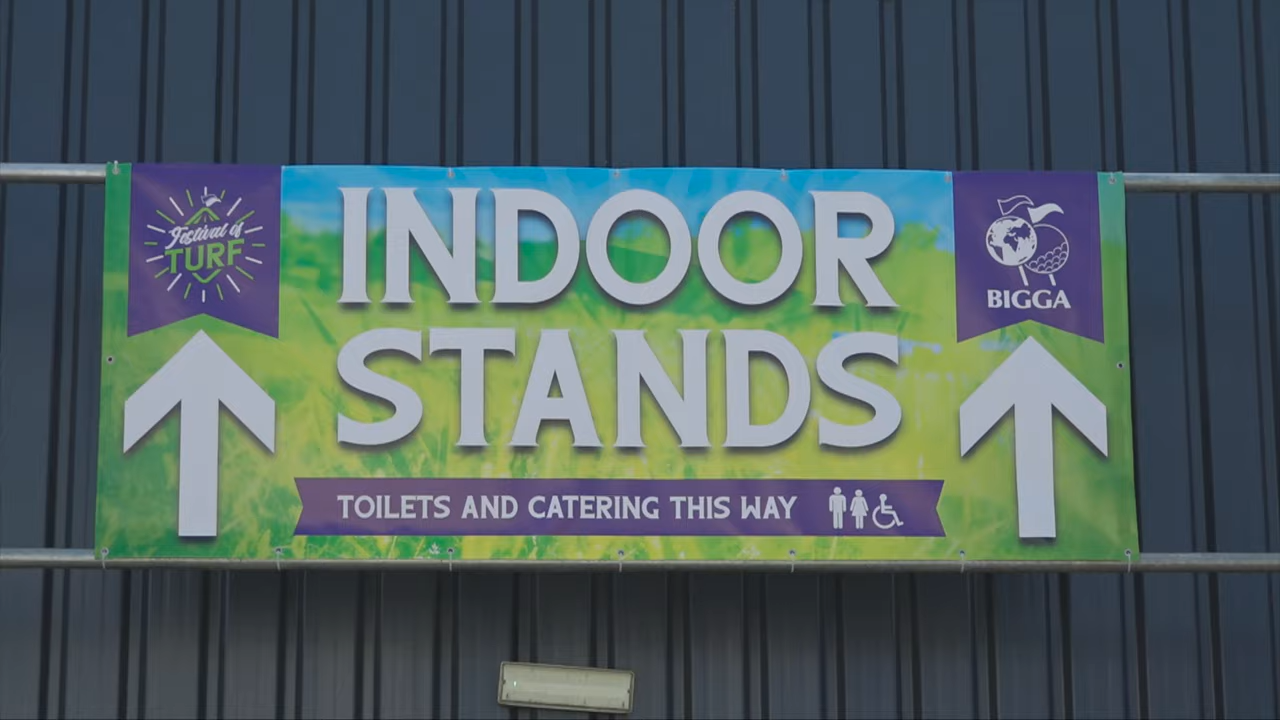 Festival of
TURF
INDOOR
STANDS
BIGGA
TOILETS AND CATERING THIS WAY